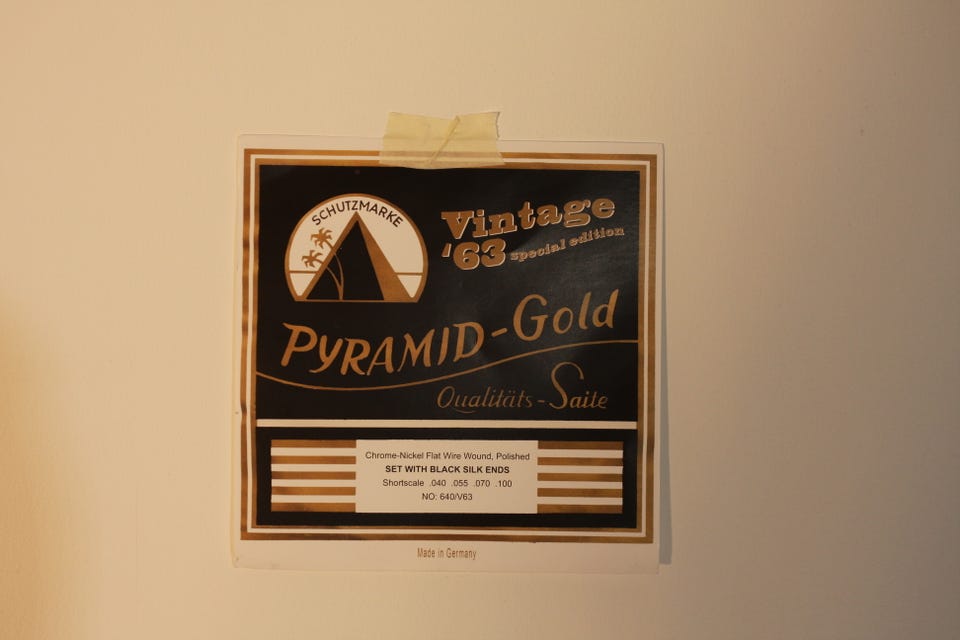 SCHUTZMARKE
Vintage
'63 special edition
PYRAMID-Gold
Qualitäts-Saite
Chrome-Nickel Flat Wire Wound, Polished
SET WITH BLACK SILK ENDS
Shortscale .040 .055 .070 .100
NO: 640/V63
Made in Germany